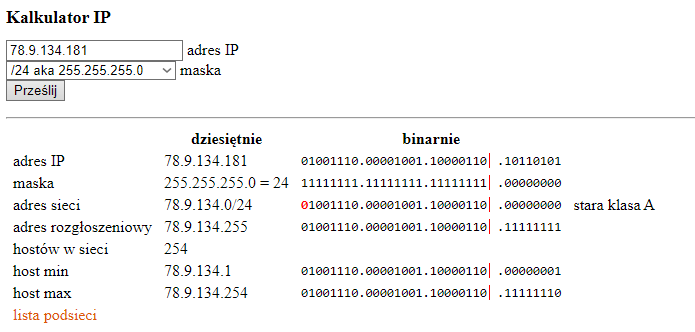 Kalkulator IP
78.9.134.181 adres IP
/24 aka 255.255.255.0 maska
Prześlij
dziesiętnie binarnie
adres IP 78.9.134.181 01001110.00001001.10000110| .10110101
maska 255.255.255.0 = 24 11111111.11111111.11111111| .00000000
adres sieci 78.9.134.0/24 01001110.00001001.10000110| .00000000 stara klasa A
adres rozgłoszeniowy 78.9.134.255 01001110.00001001.10000110| .11111111
hostów w sieci 254
host min 78.9.134.1 01001110.00001001.10000110| .00000001
host max 78.9.134.254 01001110.00001001.10000110| .11111110
lista podsieci